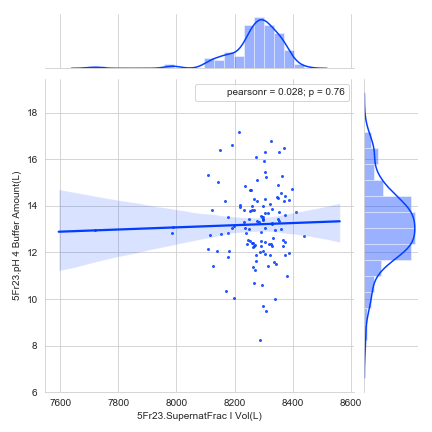 pearsonr = 0.028; p = 0.76
18
16
14
12
10
8
6
5Fr23.pH 4 Buffer Amount(L)
7600 7800 8000 8200 8400 8600
5Fr23.SupernatFrac I Vol(L)